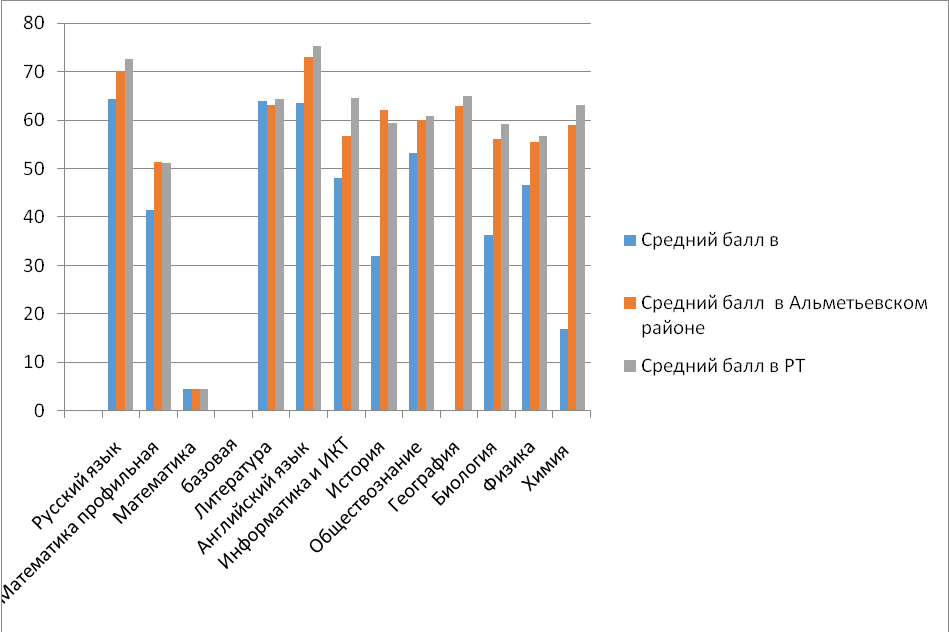 80
70
60
50
40
30
20
10
0
Русский язык
Математика профильная
Математика
базовая
Литература
Английский язык
Информатика и ИКТ
История
Обществознание
География
Биология
Физика
Химия
Средний балл в
Средний балл в Альметьевском
районе
Средний балл в РТ